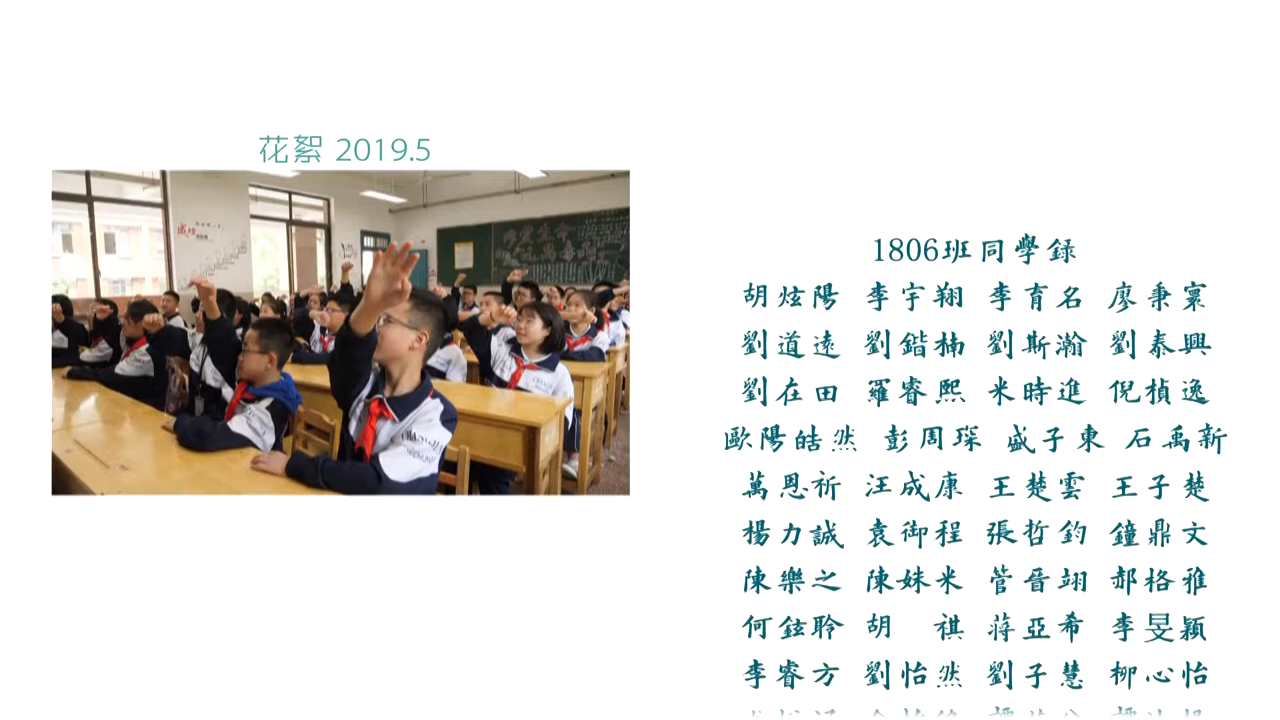 花絮 2019.5
成功
1806班同學録
胡炫陽 李宇翔 李育名 廖秉寰
劉道遠 劉鍇楠 劉斯瀚 劉泰興
劉在田 羅睿熙 米時進 倪楨逸
歐陽皓然 彭周琛 盛子東 石禹新
萬恩祈 汪成康 王楚雲 王子楚
楊力誠 袁御程 張哲鈞 鐘鼎文
陳樂之 陳姝米 菅晉翊 郝格雅
何鉉聆 胡 祺 蔣亞希 李旻穎
李睿方 劉怡然 劉子慧 柳心怡